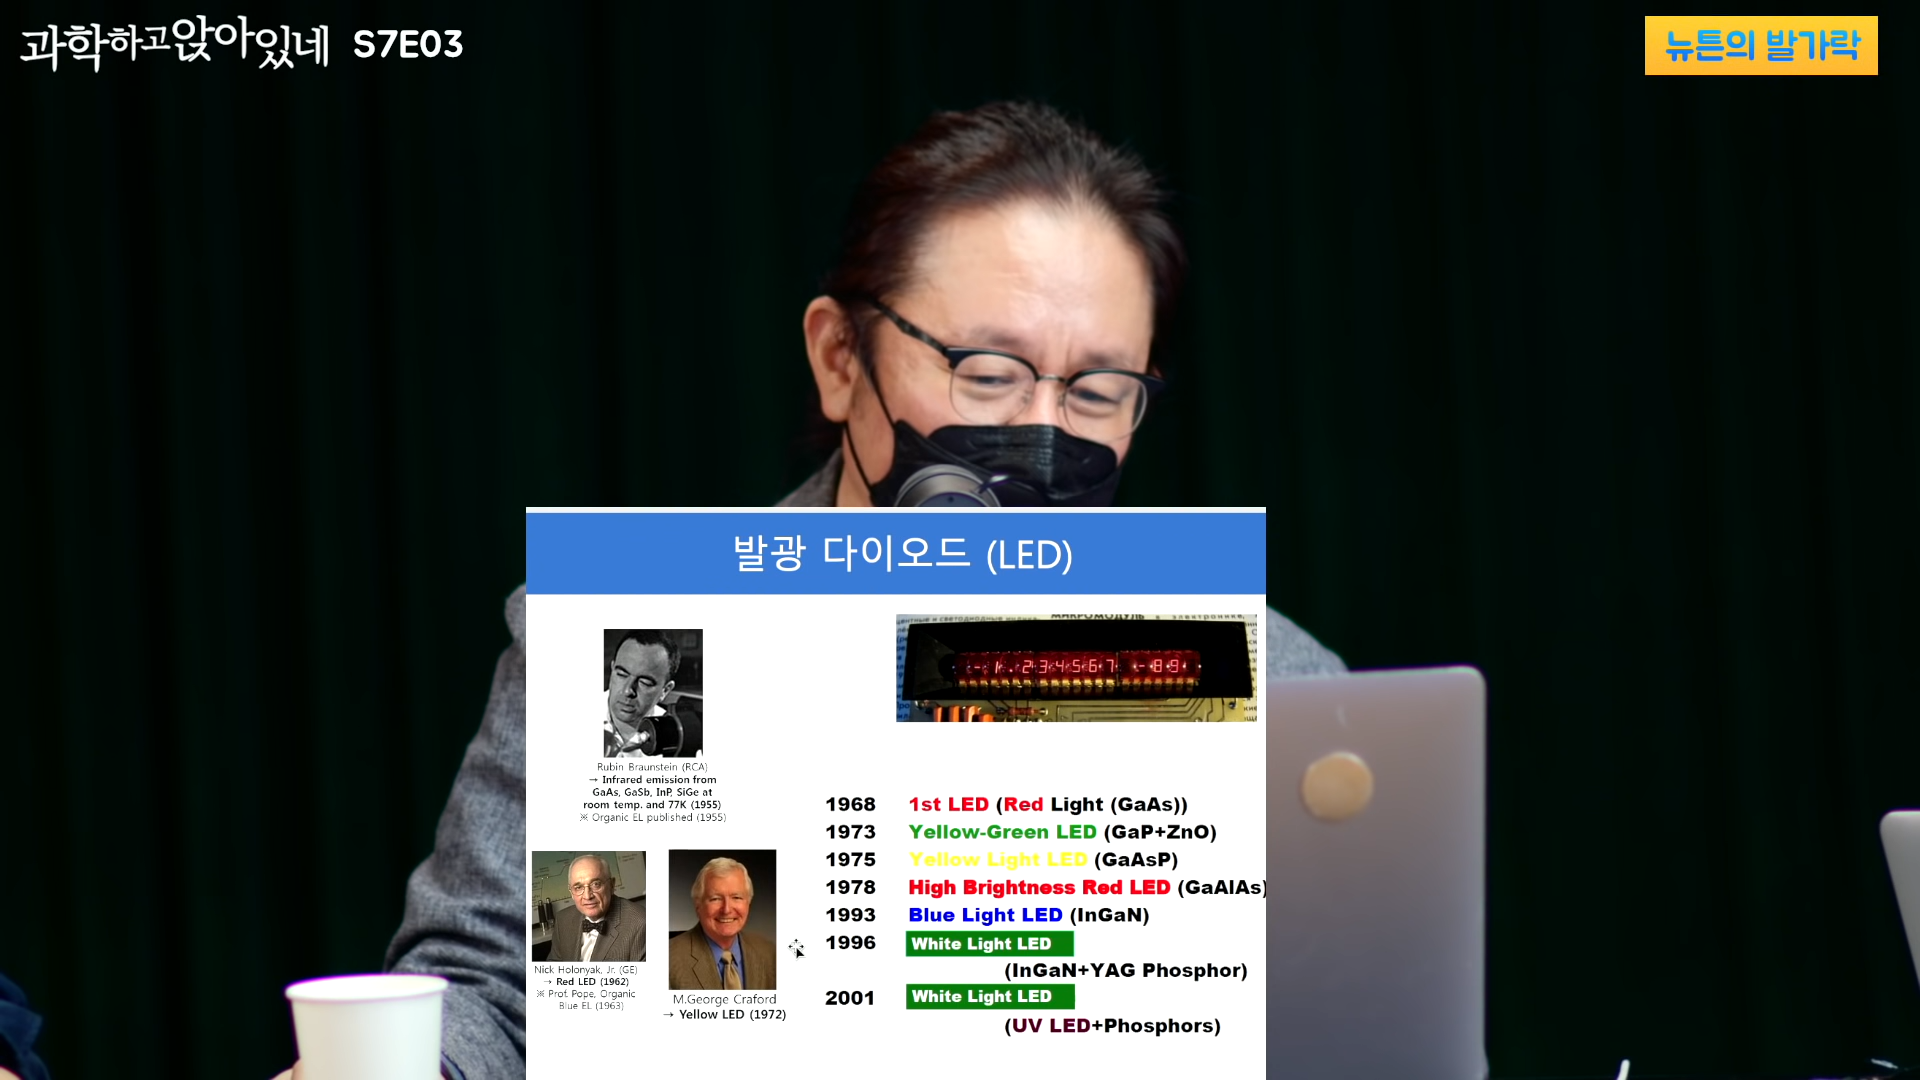 과학하고앉아있네 S7E03
뉴튼의 발가락
발광 다이오드 (LED)
Rubin Braunstein (RCA)
→ Infrared emission from
GaAs, GaSb, InP, SiGe at
room temp. and 77K (1955)
※ Organic EL published (1955)
Nick Holonyak, Jr. (GE)
→ Red LED (1962)
※ Prof. Pope, Organic
Blue EL (1963)
M.George Craford
→ Yellow LED (1972)
МИКРОМОДУЛЬ
1968 1st LED (Red Light (GaAs))
1973 Yellow-Green LED (GaP+ZnO)
1975 Yellow Light LED (GaAsP)
1978 High Brightness Red LED (GaAlAs)
1993 Blue Light LED (InGaN)
1996 White Light LED
(InGaN+YAG Phosphor)
2001 White Light LED
(UV LED+Phosphors)